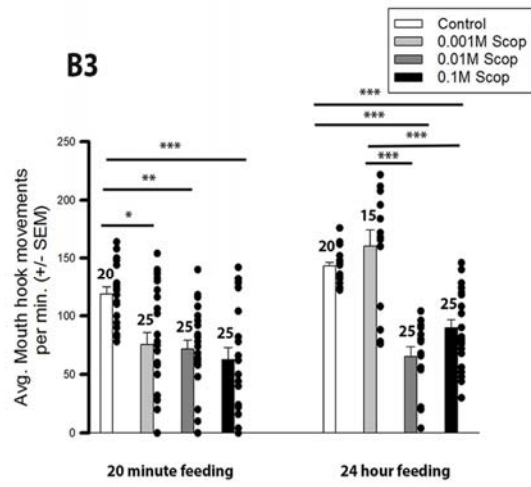 Control
0.001M Scop
0.01M Scop
0.1M Scop
B3
***
***
***
***
***
**
*
250
200
150
100
50
0
Avg. Mouth hook movements
per min. (+/- SEM)
20
25
25
25
20
15
25
25
20 minute feeding
24 hour feeding